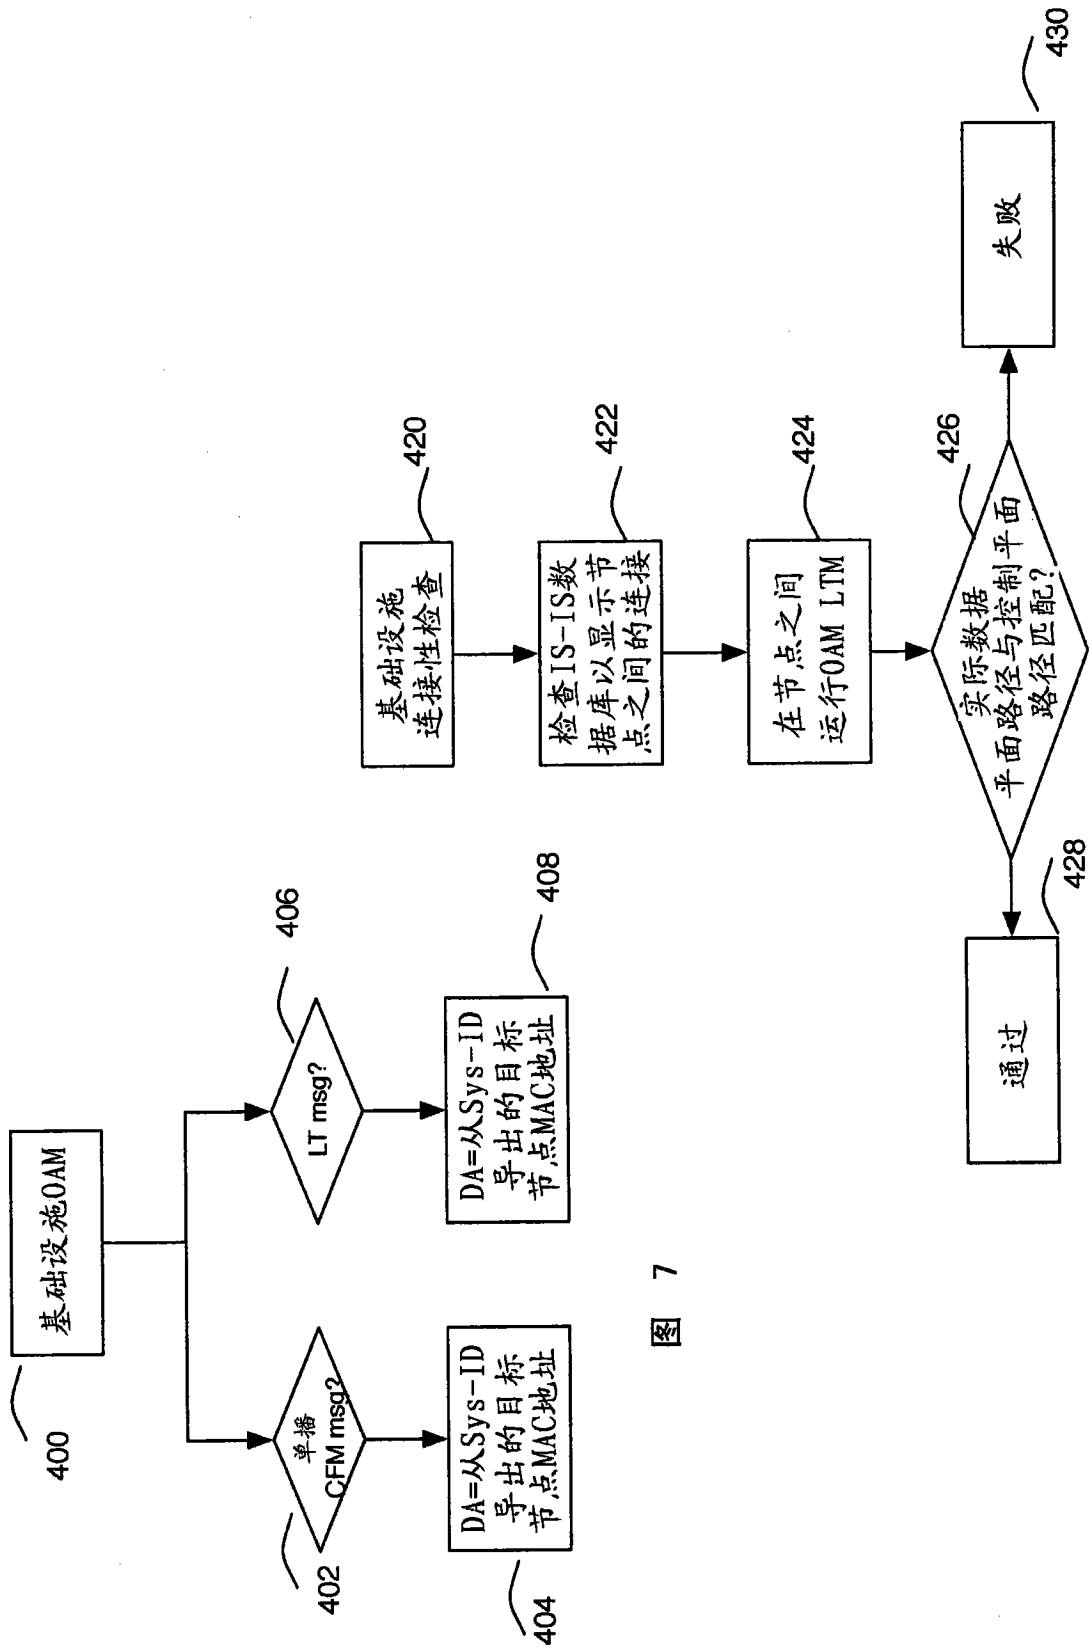 基础设施OAM
400
单播
CFM msg?
402
DA=从Sys-ID
导出的目标
节点MAC地址
404
LT msg?
406
DA=从Sys-ID
导出的目标
节点MAC地址
408
图 7
基础设施
连接性检查
420
检查IS-IS数
据库以显示节
点之间的连接
422
在节点之间
运行OAM LTM
424
实际数据
平面路径与控制平面
路径匹配?
426
通过
428
失败
430